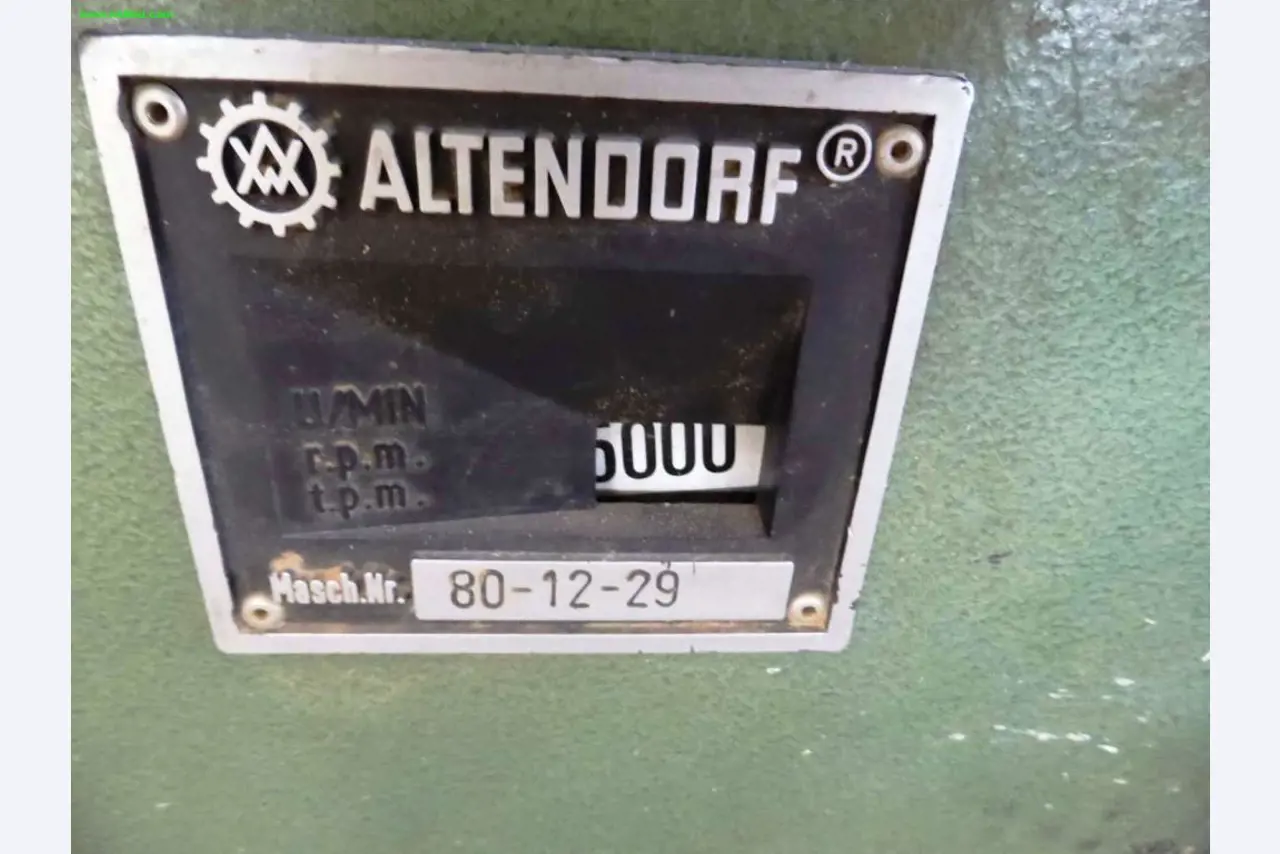 ALTENDORF®
U/MIN
r.p.m.
t.p.m.
5000
Masch.Nr. 80-12-29